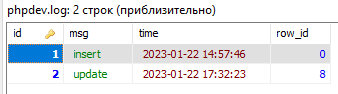 phpdev.log: 2 строк (приблизительно)
id msg time row_id
1 insert 2023-01-22 14:57:46 0
2 update 2023-01-22 17:32:23 8